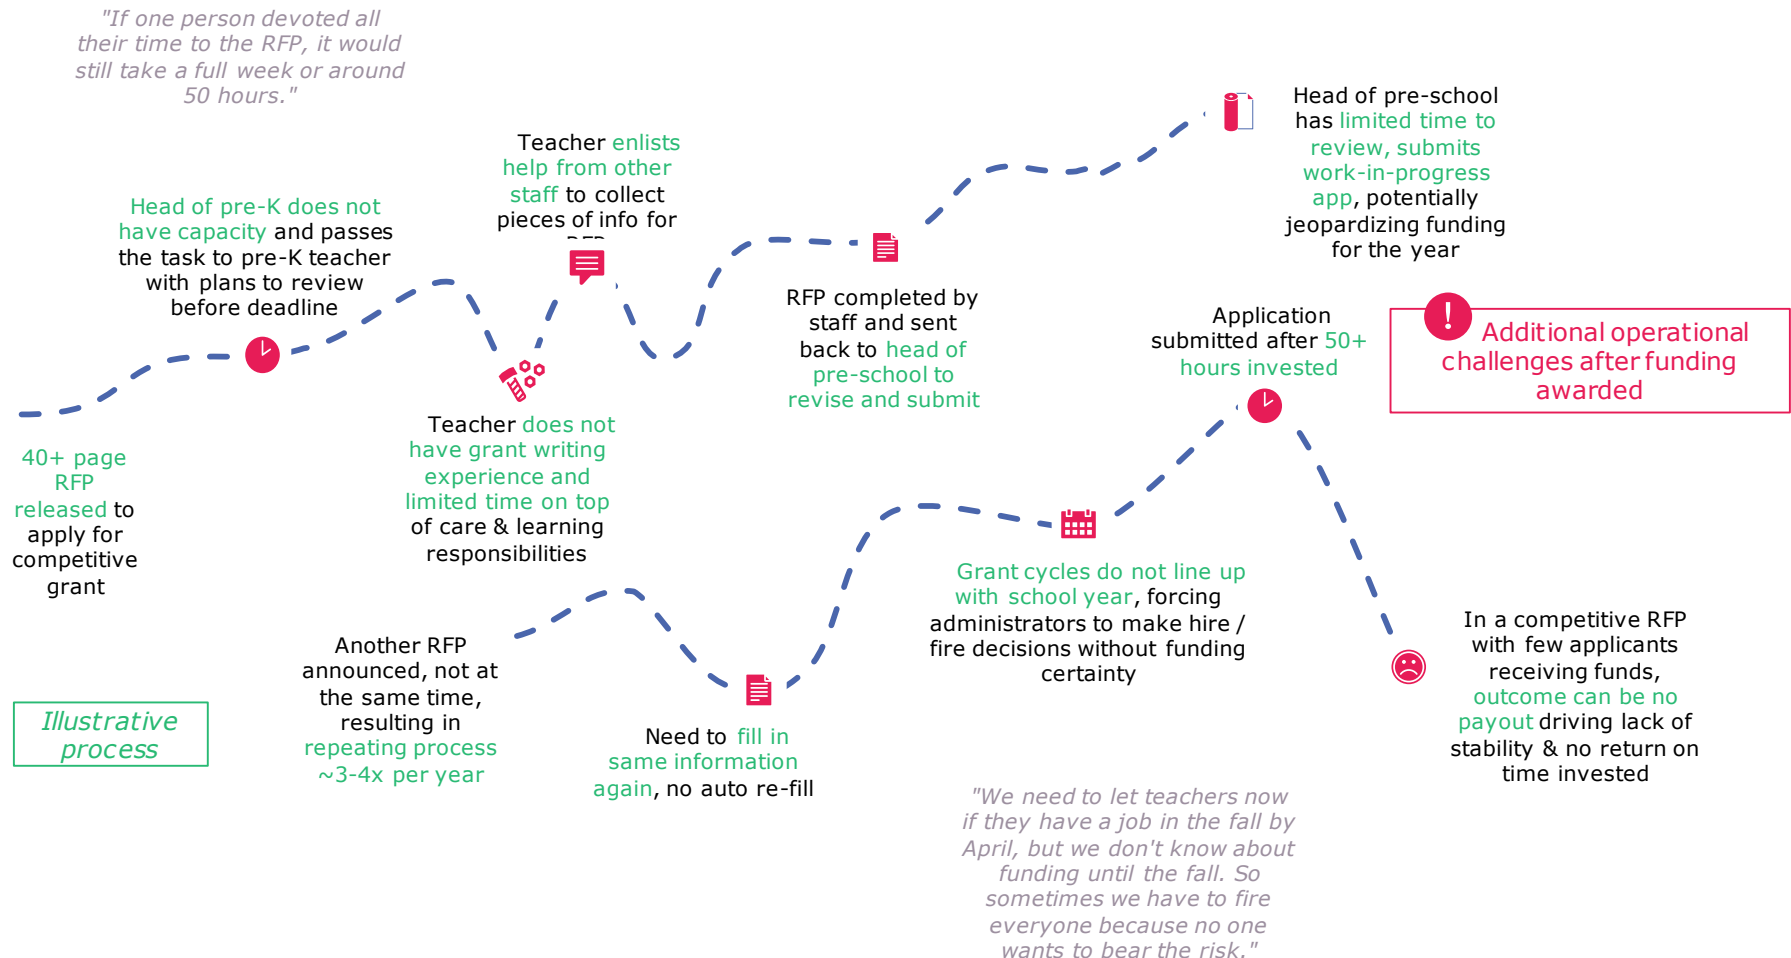 "If one person devoted all
their time to the RFP, it would
still take a full week or around
50 hours."
40+ page
RFP
released to
apply for
competitive
grant
Head of pre-K does not
have capacity and passes
the task to pre-K teacher
with plans to review
before deadline
Teacher does not
have grant writing
experience and
limited time on top
of care & learning
responsibilities
Teacher enlists
help from other
staff to collect
pieces of info for
RFP completed by
staff and sent
back to head of
pre-school to
revise and submit
Head of pre-school
has limited time to
review, submits
work-in-progress
app, potentially
jeopardizing funding
for the year
Another RFP
announced, not at
the same time,
resulting in
repeating process
~3-4x per year
Need to fill in
same information
again, no auto re-fill
Grant cycles do not line up
with school year, forcing
administrators to make hire /
fire decisions without funding
certainty
Application
submitted after 50+
hours invested
! Additional operational
challenges after funding
awarded
In a competitive RFP
with few applicants
receiving funds,
outcome can be no
payout driving lack of
stability & no return on
time invested
Illustrative
process
"We need to let teachers now
if they have a job in the fall by
April, but we don't know about
funding until the fall. So
sometimes we have to fire
everyone because no one
wants to bear the risk."